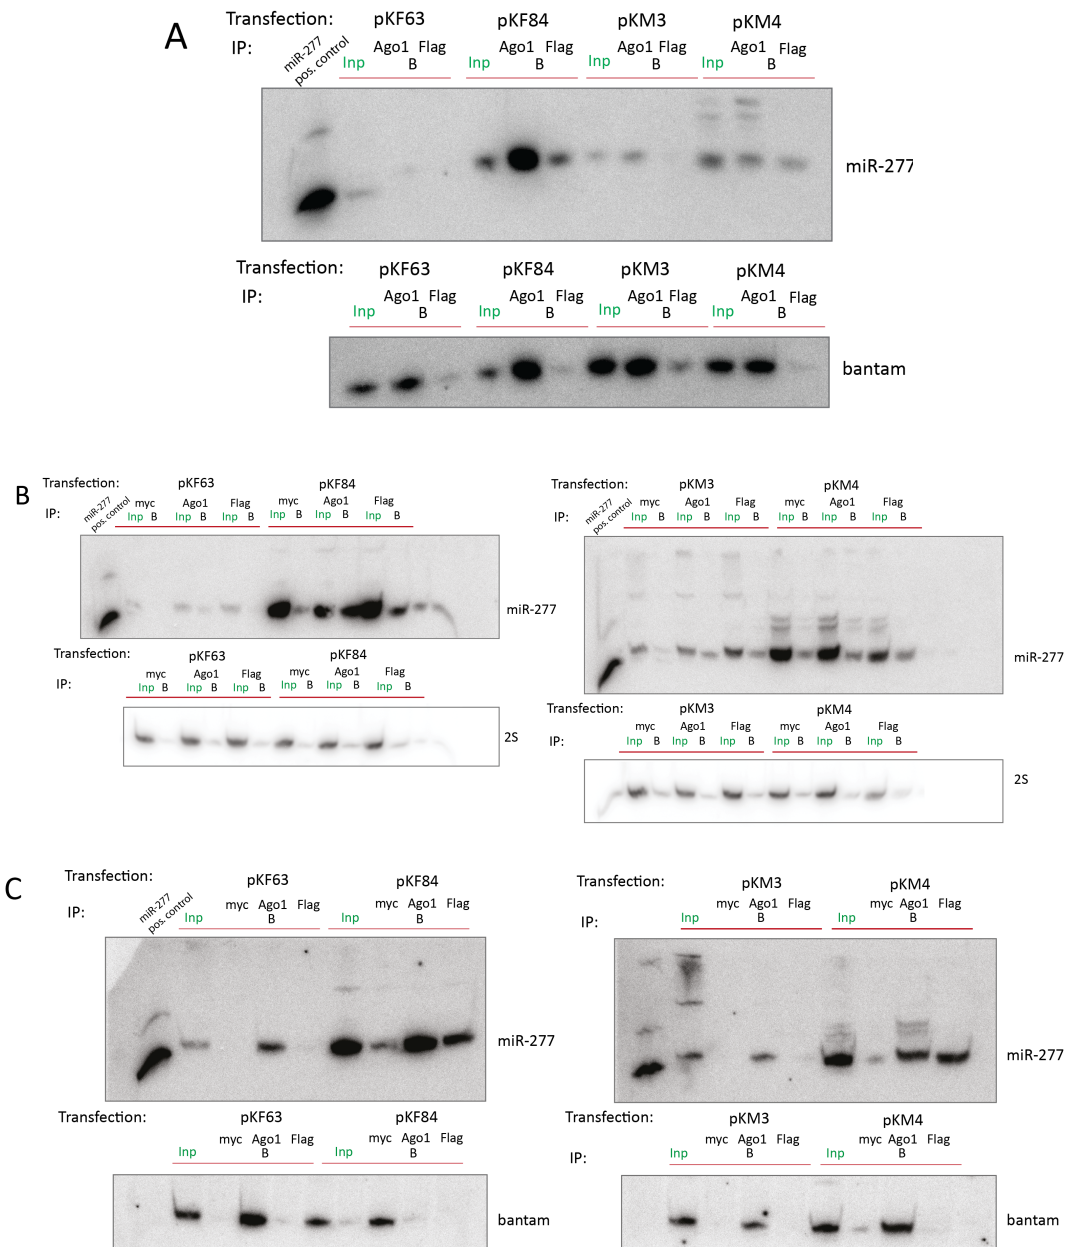 A
Transfection: pKF63 pKF84 pKM3 pKM4
IP: miR-277 pos. control Ago1 Flag Ago1 Flag Ago1 Flag Ago1 Flag
Inp B Inp B Inp B Inp B
miR-277
Transfection: pKF63 pKF84 pKM3 pKM4
IP: Ago1 Flag Ago1 Flag Ago1 Flag Ago1 Flag
Inp B Inp B Inp B Inp B
bantam
B
Transfection: pKF63 pKF84
miR-277 pos. control myc Ago1 Flag myc Ago1 Flag
IP: Inp B Inp B Inp B Inp B Inp B Inp B
miR-277
Transfection: pKF63 pKF84
myc Ago1 Flag myc Ago1 Flag
IP: Inp B Inp B Inp B Inp B Inp B Inp B
2S
Transfection: pKM3 pKM4
miR-277 pos. control myc Ago1 Flag myc Ago1 Flag
IP: Inp B Inp B Inp B Inp B Inp B Inp B
miR-277
Transfection: pKM3 pKM4
myc Ago1 Flag myc Ago1 Flag
IP: Inp B Inp B Inp B Inp B Inp B Inp B
2S
C
Transfection: pKF63 pKF84
IP: miR-277 pos. control myc Ago1 Flag myc Ago1 Flag
Inp B Inp B
miR-277
Transfection: pKF63 pKF84
IP: myc Ago1 Flag myc Ago1 Flag
Inp B Inp B
bantam
Transfection: pKM3 pKM4
IP: myc Ago1 Flag myc Ago1 Flag
Inp B Inp B
miR-277
Transfection: pKM3 pKM4
IP: myc Ago1 Flag myc Ago1 Flag
Inp B Inp B
bantam